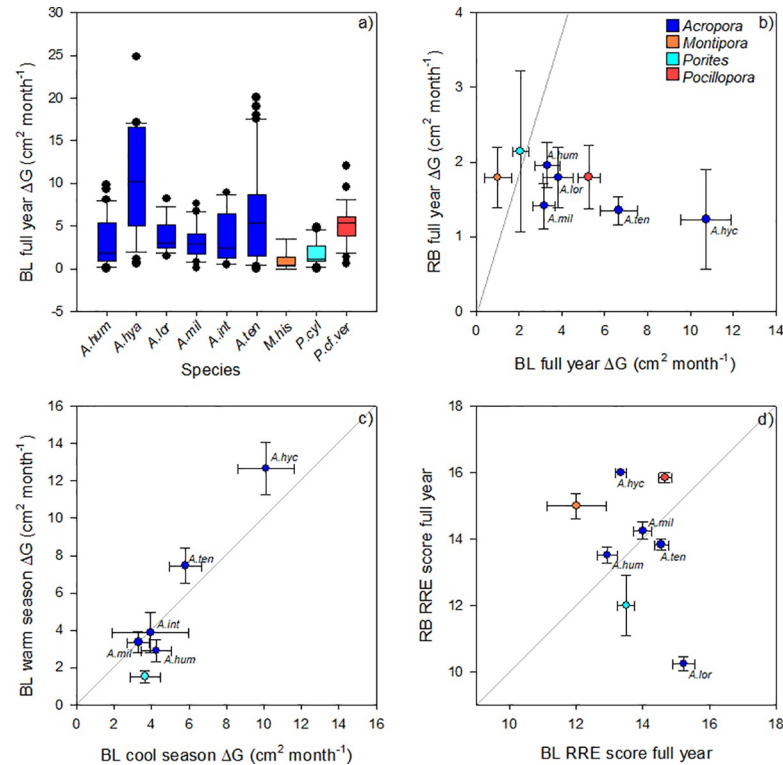 a)
BL full year ΔG (cm² month⁻¹)
30
25
20
15
10
5
0
-5
A.hum
A.hya
A.lor
A.mil
A.int
A.ten
M.his
P.cyl
P.cf.ver
Species
b)
RB full year ΔG (cm² month⁻¹)
4
3
2
1
0
Acropora
Montipora
Porites
Pocillopora
A.hum
A.lor
A.mil
A.ten
A.hyc
0 2 4 6 8 10 12 14
BL full year ΔG (cm² month⁻¹)
c)
BL warm season ΔG (cm² month⁻¹)
16
14
12
10
8
6
4
2
0
A.hyc
A.ten
A.int
A.mil
A.hum
0 2 4 6 8 10 12 14 16
BL cool season ΔG (cm² month⁻¹)
d)
RB RRE score full year
18
16
14
12
10
A.hyc
A.mil
A.ten
A.hum
A.lor
10 12 14 16 18
BL RRE score full year